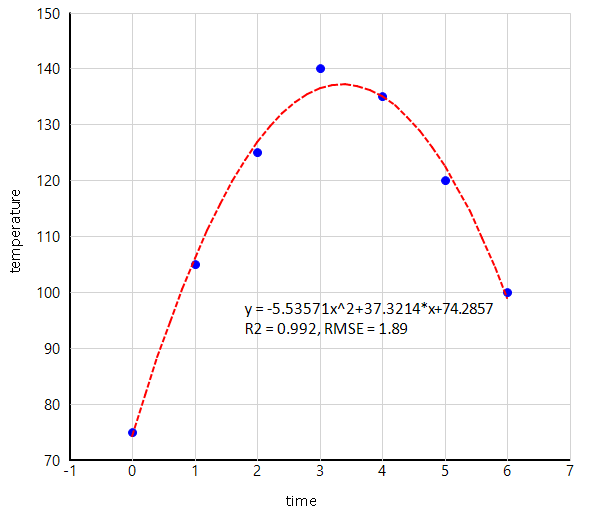 150
140
130
120
110
100
90
80
70
temperature
y = -5.53571x^2+37.3214*x+74.2857
R2 = 0.992, RMSE = 1.89
-1 0 1 2 3 4 5 6 7
time